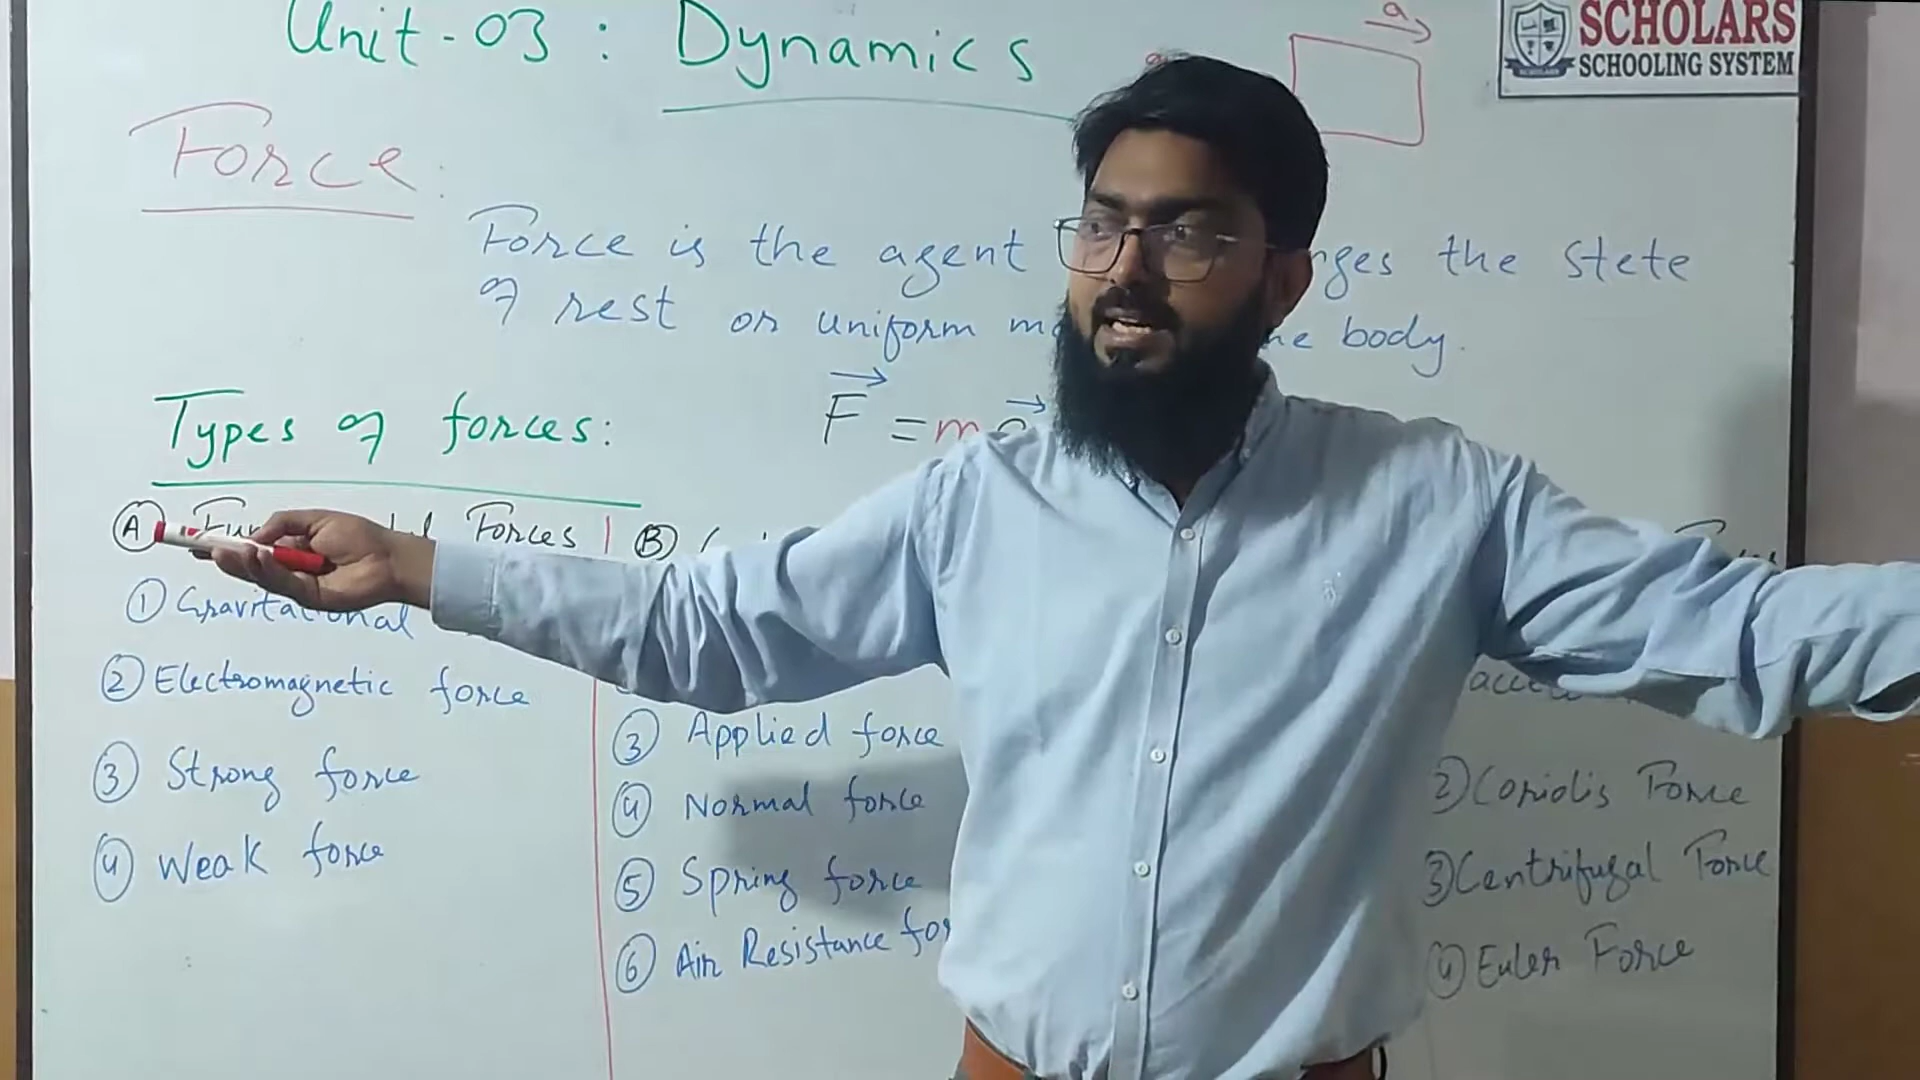 Unit-03 : Dynamics
a
SCHOLARS
SCHOOLING SYSTEM
SCHOLARS
Force :
Force is the agent the stete
of rest or uniform body.
F = m a
Types of forces:
(A) Forces
(B)
① Gravitational
② Electromagnetic force
③ Strong force
④ Weak force
③ Applied force
④ Normal force
⑤ Spring force
⑥ Air Resistance
2) Coriolis Force
3) Centrifugal Force
4) Euler Force